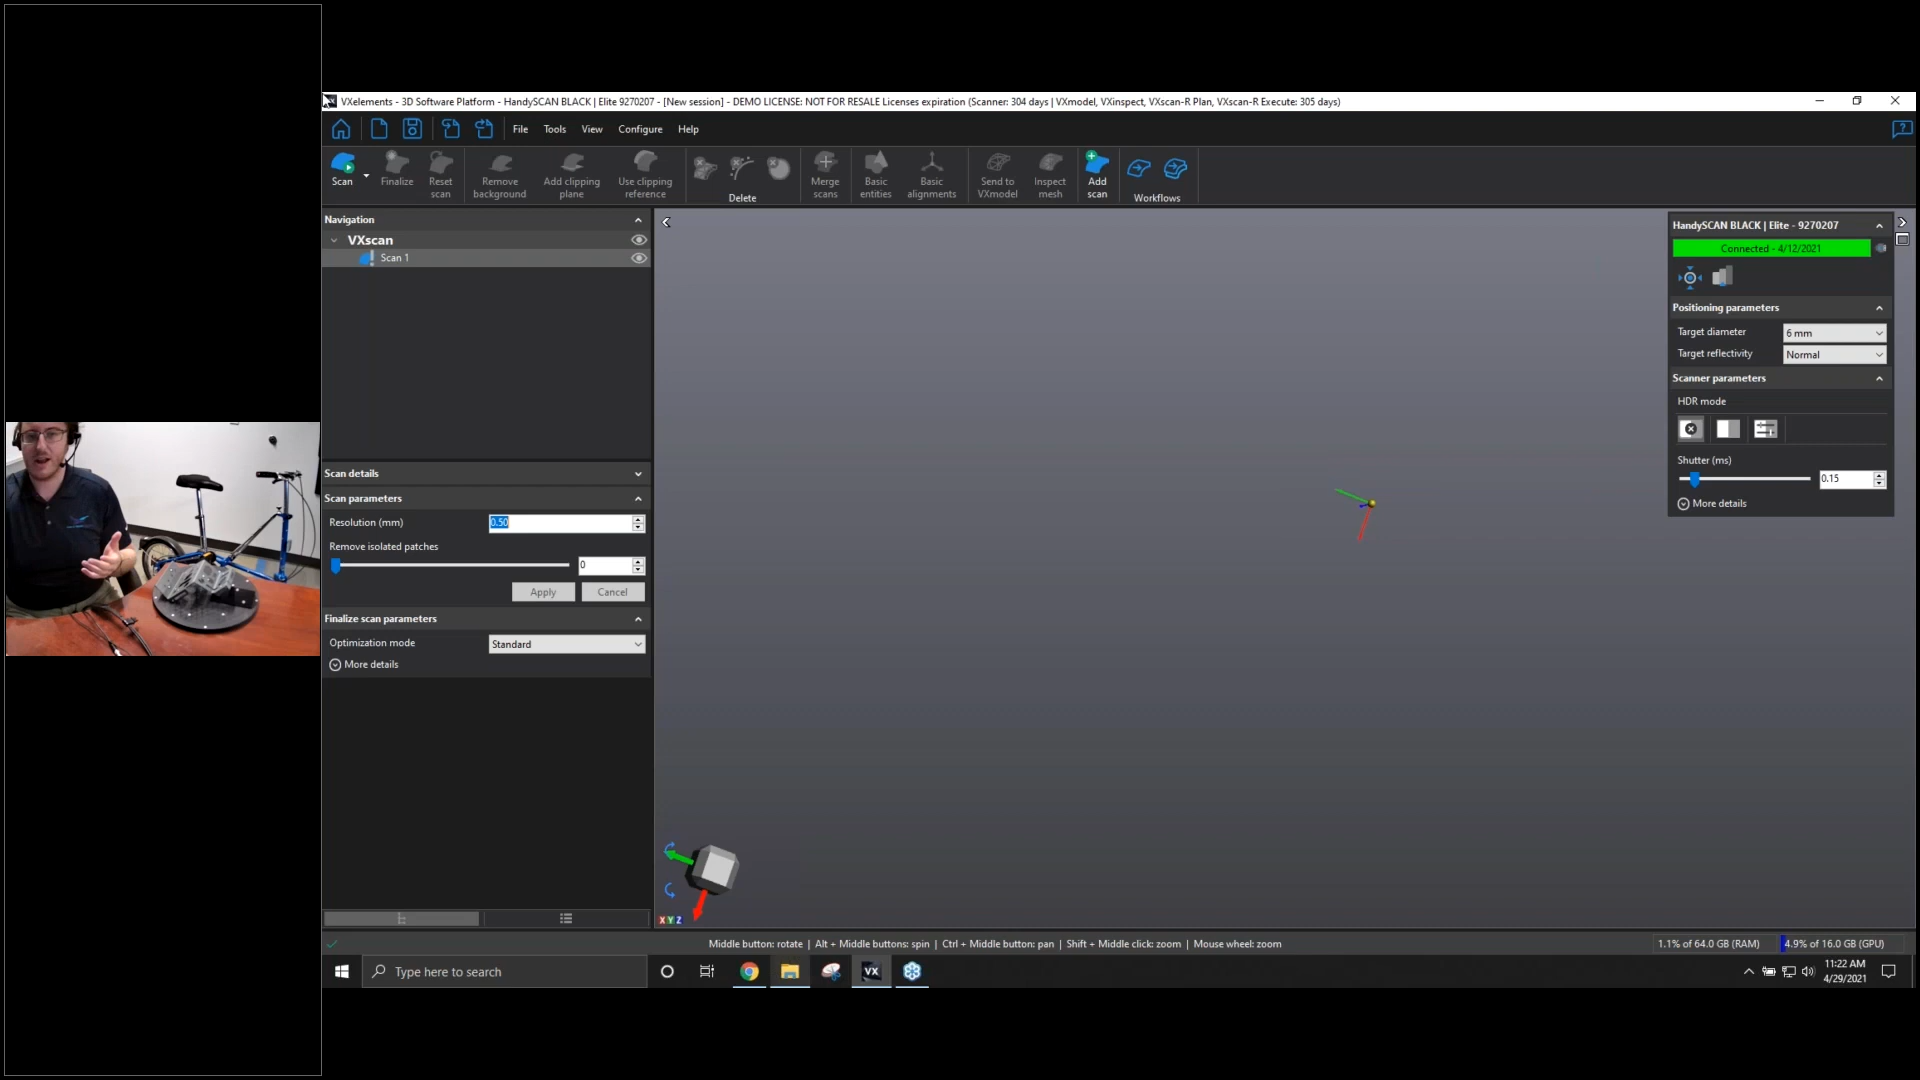 VXelements - 3D Software Platform - HandySCAN BLACK | Elite 9270207 - [New session] - DEMO LICENSE: NOT FOR RESALE Licenses expiration (Scanner: 304 days | VXmodel, VXinspect, VXscan-R Plan, VXscan-R Execute: 305 days)
File Tools View Configure Help
Scan
Finalize
Reset scan
Remove background
Add clipping plane
Use clipping reference
Delete
Merge scans
Basic entities
Basic alignments
Send to VXmodel
Inspect mesh
Add scan
Workflows
Navigation
VXscan
Scan 1
Scan details
Scan parameters
Resolution (mm) 0.50
Remove isolated patches
0
Apply Cancel
Finalize scan parameters
Optimization mode Standard
More details
HandySCAN BLACK | Elite - 9270207
Connected - 4/12/2021
Positioning parameters
Target diameter 6 mm
Target reflectivity Normal
Scanner parameters
HDR mode
Shutter (ms)
0.15
More details
X Y Z
Middle button: rotate | Alt + Middle buttons: spin | Ctrl + Middle button: pan | Shift + Middle click: zoom | Mouse wheel: zoom
1.1% of 64.0 GB (RAM) 4.9% of 16.0 GB (GPU)
Type here to search
VX
11:22 AM
4/29/2021